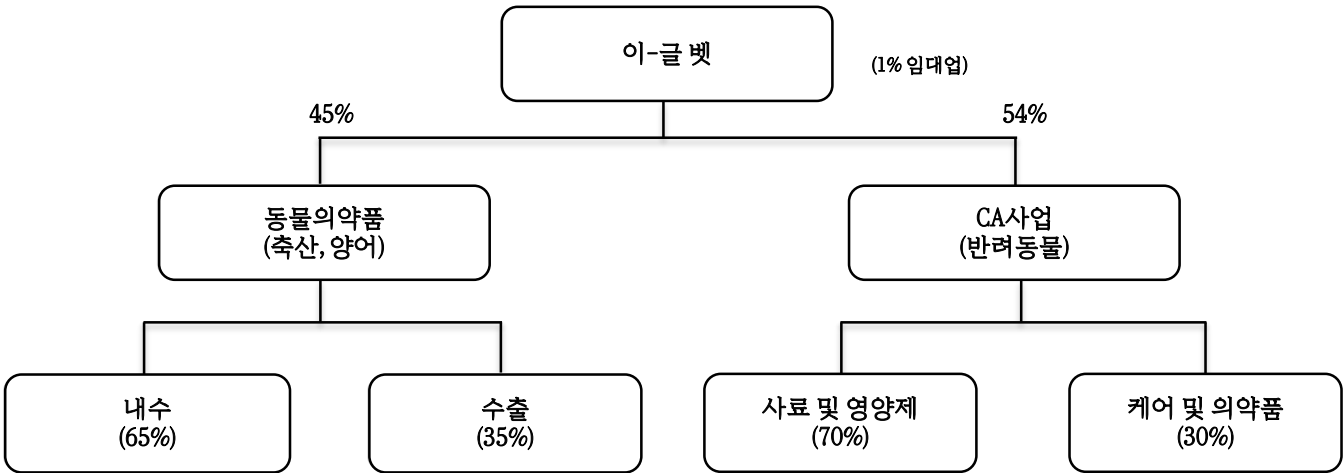 이-글 벳
(1% 임대업)
45%
54%
동물의약품
(축산, 양어)
CA사업
(반려동물)
내수
(65%)
수출
(35%)
사료 및 영양제
(70%)
케어 및 의약품
(30%)